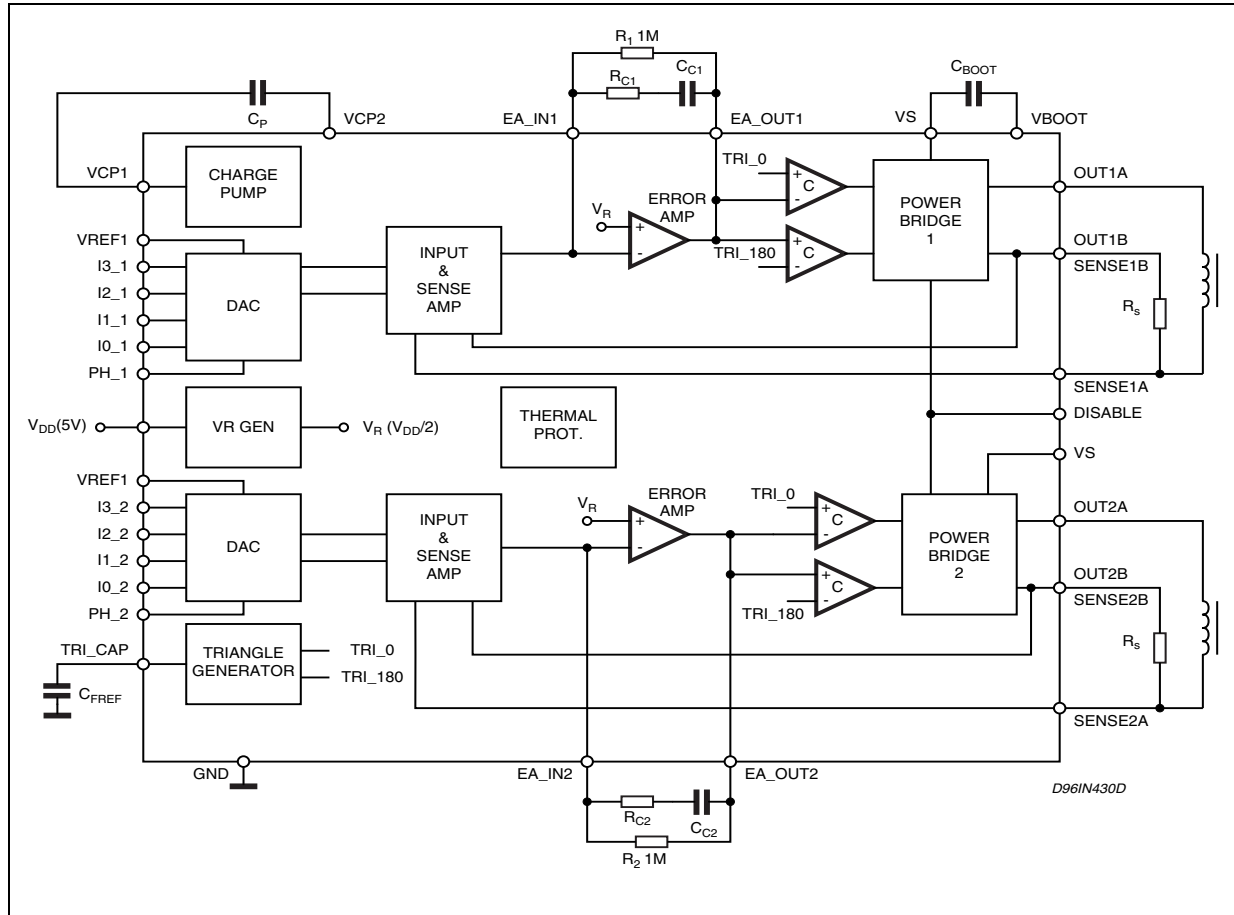 R1 1M
RC1
CC1
CBOOT
CP
VCP2
EA_IN1
EA_OUT1
VS
VBOOT
VCP1
CHARGE
PUMP
TRI_0
+
-
C
POWER
BRIDGE
1
OUT1A
VREF1
I3_1
I2_1
I1_1
I0_1
PH_1
DAC
INPUT
&
SENSE
AMP
VR
+
-
ERROR
AMP
TRI_180
+
-
C
OUT1B
SENSE1B
Rs
SENSE1A
DISABLE
VDD(5V)
VR GEN
VR (VDD/2)
THERMAL
PROT.
VS
VREF1
I3_2
I2_2
I1_2
I0_2
PH_2
DAC
INPUT
&
SENSE
AMP
VR
+
-
ERROR
AMP
TRI_0
+
-
C
TRI_180
+
-
C
POWER
BRIDGE
2
OUT2A
OUT2B
SENSE2B
Rs
SENSE2A
TRI_CAP
CFREF
TRIANGLE
GENERATOR
TRI_0
TRI_180
GND
EA_IN2
EA_OUT2
RC2
CC2
R2 1M
D96IN430D